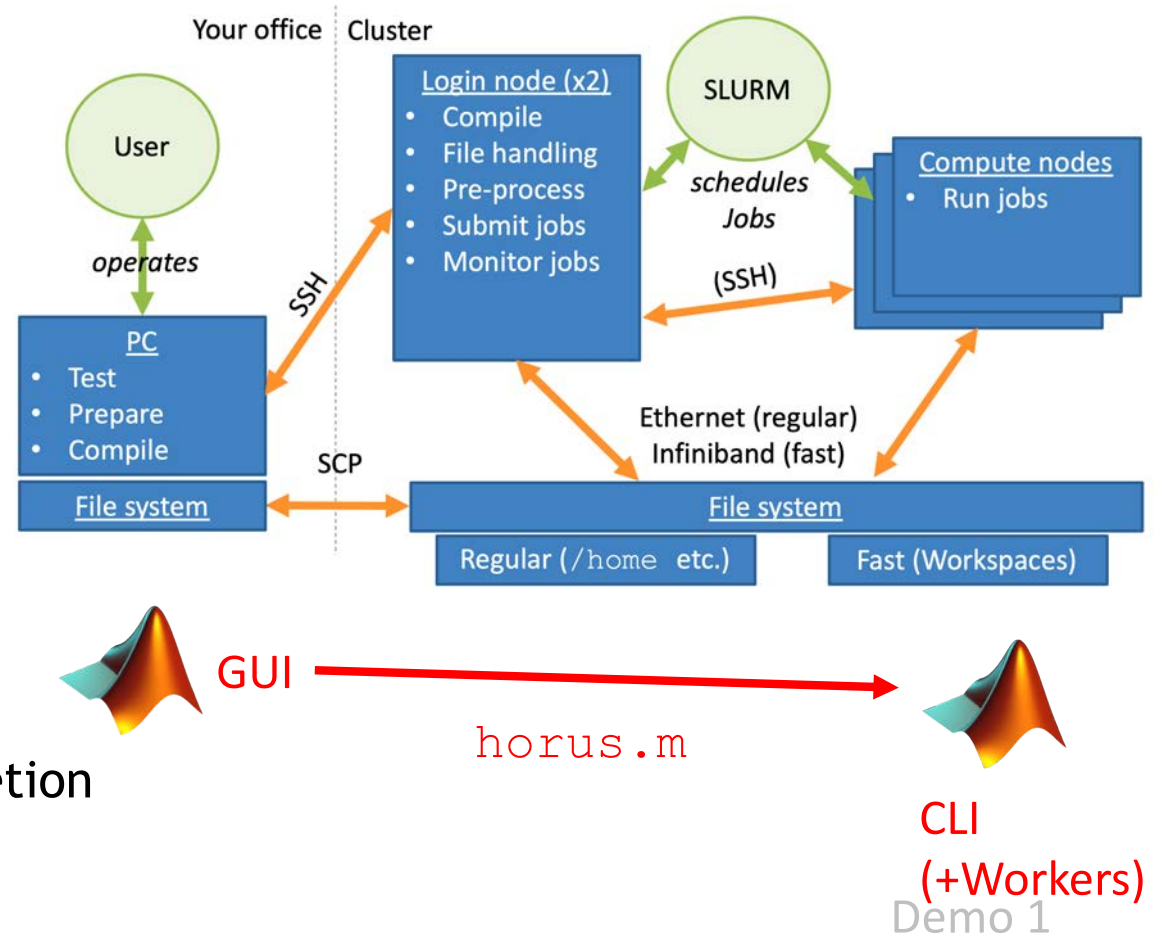 Your office
Cluster
User
operates
PC
• Test
• Prepare
• Compile
File system
SSH
SCP
Login node (x2)
• Compile
• File handling
• Pre-process
• Submit jobs
• Monitor jobs
SLURM
schedules
Jobs
(SSH)
Compute nodes
• Run jobs
Ethernet (regular)
Infiniband (fast)
File system
Regular (/home etc.)
Fast (Workspaces)
GUI
horus.m
etion
CLI
(+Workers)
Demo 1